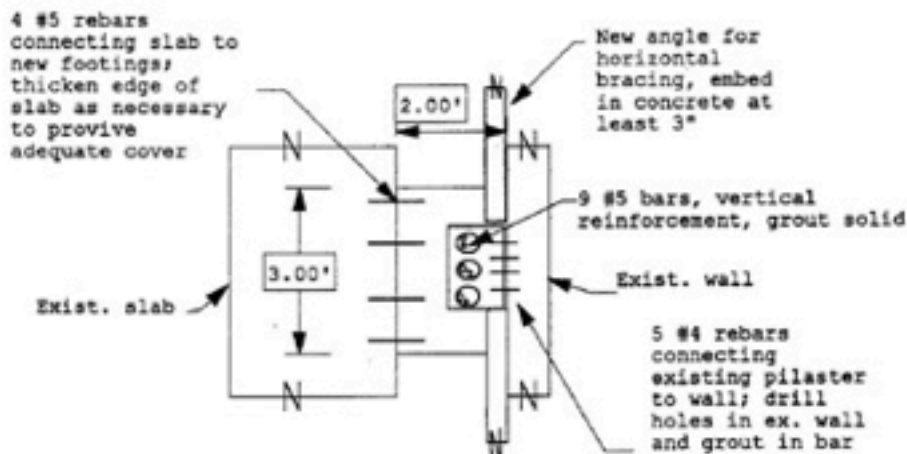 4 #5 rebars
connecting slab to
new footings;
thicken edge of
slab as necessary
to provive
adequate cover
2.00'
New angle for
horizontal
bracing, embed
in concrete at
least 3"
9 #5 bars, vertical
reinforcement, grout solid
3.00'
Exist. slab
Exist. wall
5 #4 rebars
connecting
existing pilaster
to wall; drill
holes in ex. wall
and grout in bar